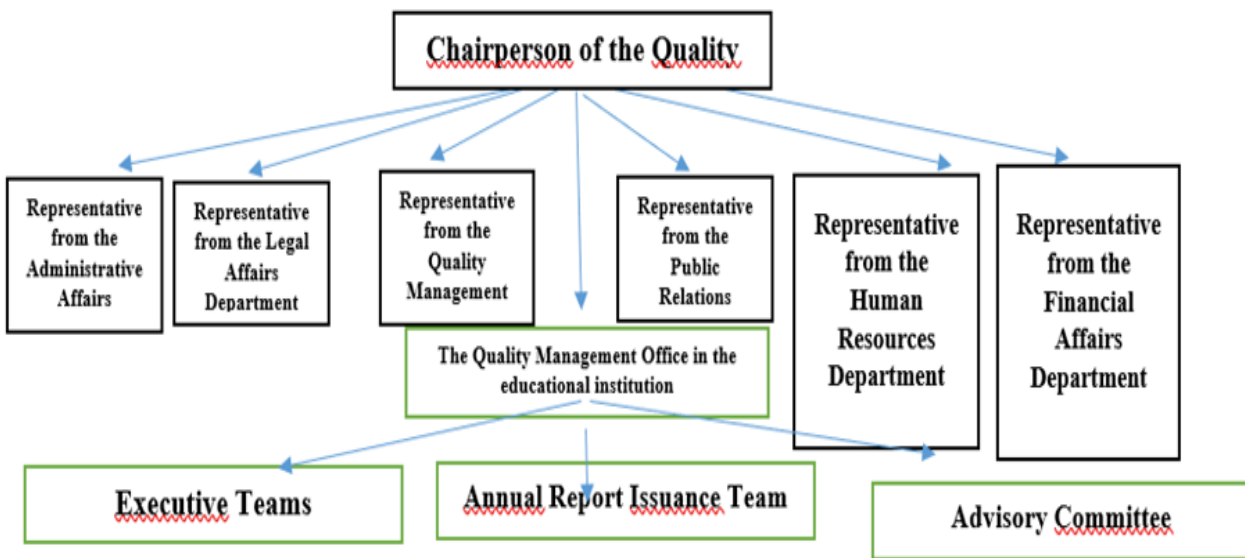 Chairperson of the Quality
Representative
from the
Administrative
Affairs
Representative
from the Legal
Affairs
Department
Representative
from the
Quality
Management
Representative
from the
Public
Relations
Representative
from the
Human
Resources
Department
Representative
from the
Financial
Affairs
Department
The Quality Management Office in the
educational institution
Executive Teams
Annual Report Issuance Team
Advisory Committee